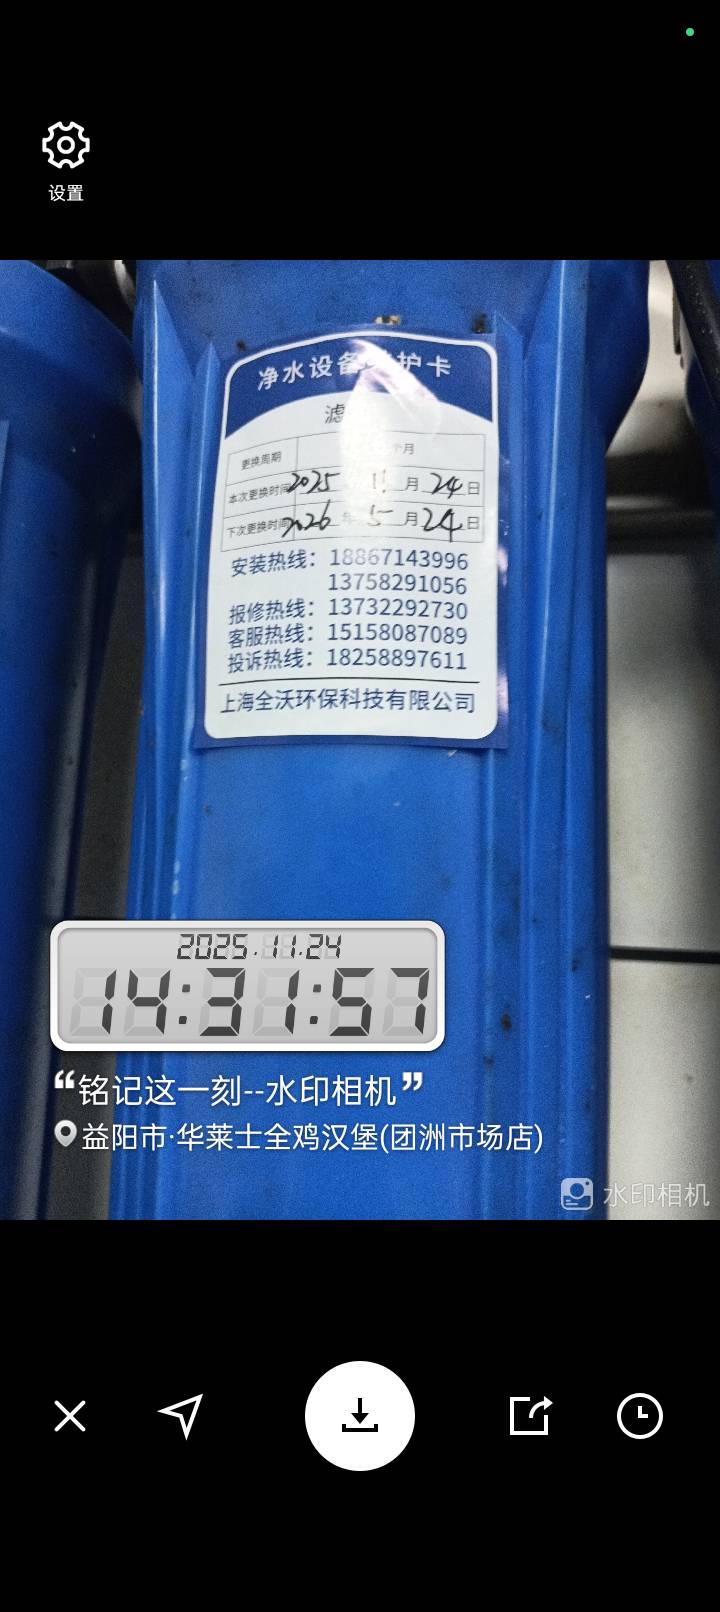 设置
净水设备 护卡
滤
更换周期 个月
本次更换时间 2025 11 月 24 日
下次更换时间 2026 年 5 月 24 日
安装热线：18867143996
13758291056
报修热线：13732292730
客服热线：15158087089
投诉热线：18258897611
上海全沃环保科技有限公司
2025.11.24
14:31:57
“铭记这一刻--水印相机”
益阳市·华莱士全鸡汉堡(团洲市场店)
水印相机